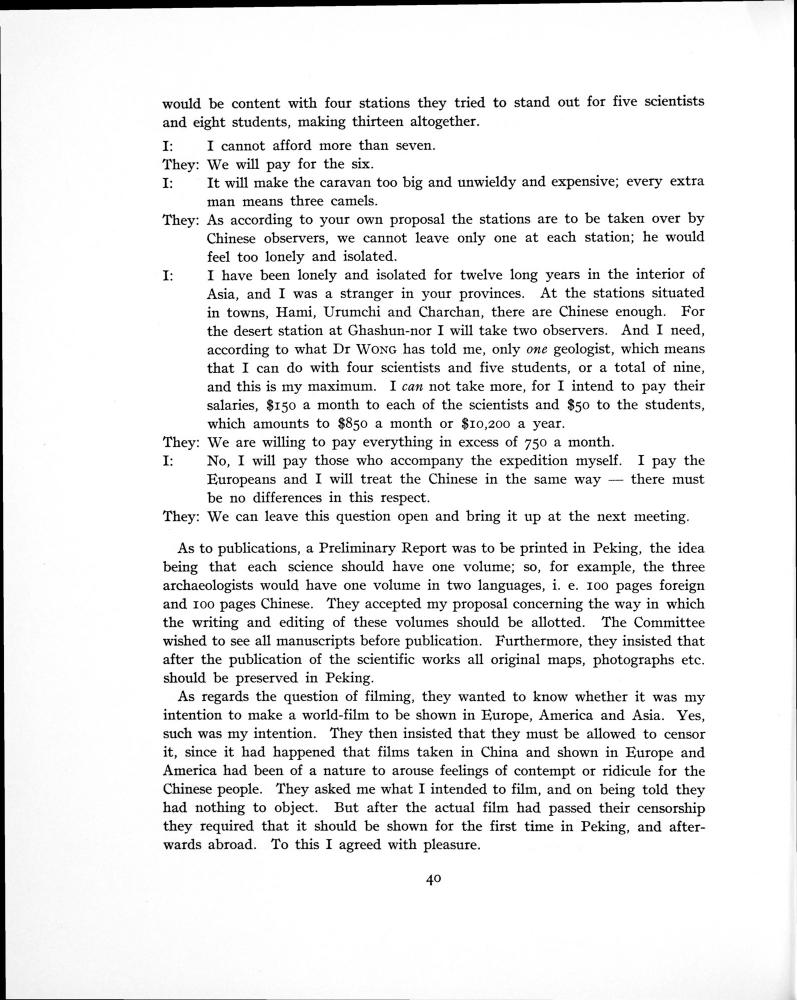 would be content with four stations they tried to stand out for five scientists
and eight students, making thirteen altogether.
I: I cannot afford more than seven.
They: We will pay for the six.
I: It will make the caravan too big and unwieldy and expensive; every extra
man means three camels.
They: As according to your own proposal the stations are to be taken over by
Chinese observers, we cannot leave only one at each station; he would
feel too lonely and isolated.
I: I have been lonely and isolated for twelve long years in the interior of
Asia, and I was a stranger in your provinces. At the stations situated
in towns, Hami, Urumchi and Charchan, there are Chinese enough. For
the desert station at Ghashun-nor I will take two observers. And I need,
according to what Dr WONG has told me, only one geologist, which means
that I can do with four scientists and five students, or a total of nine,
and this is my maximum. I can not take more, for I intend to pay their
salaries, $150 a month to each of the scientists and $50 to the students,
which amounts to $850 a month or $10,200 a year.
They: We are willing to pay everything in excess of 750 a month.
I: No, I will pay those who accompany the expedition myself. I pay the
Europeans and I will treat the Chinese in the same way — there must
be no differences in this respect.
They: We can leave this question open and bring it up at the next meeting.
As to publications, a Preliminary Report was to be printed in Peking, the idea
being that each science should have one volume; so, for example, the three
archaeologists would have one volume in two languages, i. e. 100 pages foreign
and 100 pages Chinese. They accepted my proposal concerning the way in which
the writing and editing of these volumes should be allotted. The Committee
wished to see all manuscripts before publication. Furthermore, they insisted that
after the publication of the scientific works all original maps, photographs etc.
should be preserved in Peking.
As regards the question of filming, they wanted to know whether it was my
intention to make a world-film to be shown in Europe, America and Asia. Yes,
such was my intention. They then insisted that they must be allowed to censor
it, since it had happened that films taken in China and shown in Europe and
America had been of a nature to arouse feelings of contempt or ridicule for the
Chinese people. They asked me what I intended to film, and on being told they
had nothing to object. But after the actual film had passed their censorship
they required that it should be shown for the first time in Peking, and after-
wards abroad. To this I agreed with pleasure.
40